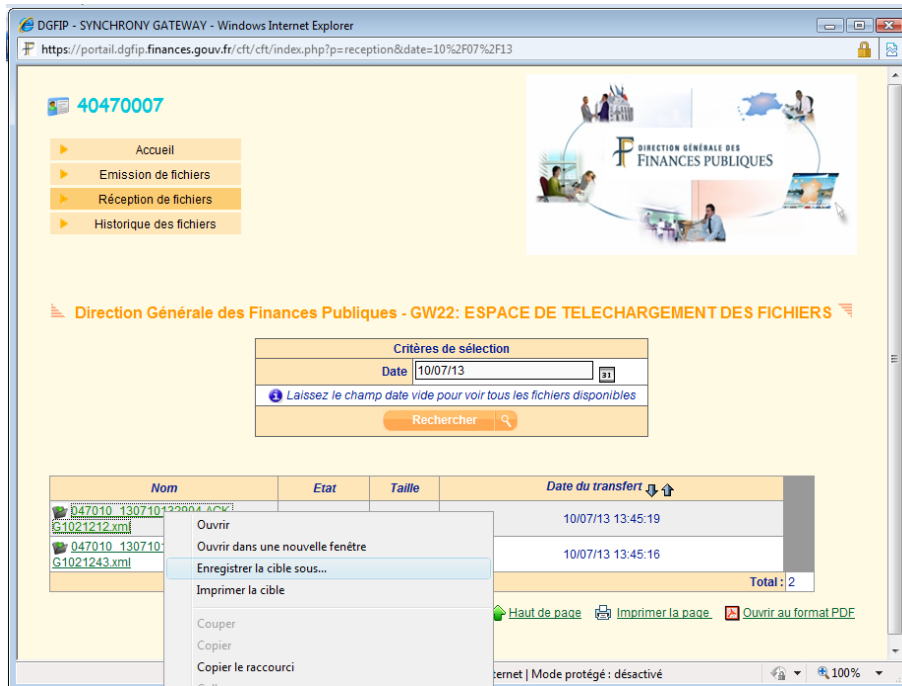 DGFIP - SYNCHRONY GATEWAY - Windows Internet Explorer
https://portail.dgfip.finances.gouv.fr/cft/cft/index.php?p=reception&date=10%2F07%2F13
40470007
Accueil
Emission de fichiers
Réception de fichiers
Historique des fichiers
DIRECTION GÉNÉRALE DES
FINANCES PUBLIQUES
Direction Générale des Finances Publiques - GW22: ESPACE DE TELECHARGEMENT DES FICHIERS
Critères de sélection
Date 10/07/13 31
Laissez le champ date vide pour voir tous les fichiers disponibles
Rechercher
Nom Etat Taille Date du transfert
047010_130710132904.ACK
G1021212.xml
10/07/13 13:45:19
047010_130710
G1021243.xml
10/07/13 13:45:16
Total : 2
Ouvrir
Ouvrir dans une nouvelle fenêtre
Enregistrer la cible sous...
Imprimer la cible
Couper
Copier
Copier le raccourci
Haut de page Imprimer la page Ouvrir au format PDF
ternet | Mode protégé : désactivé 100%